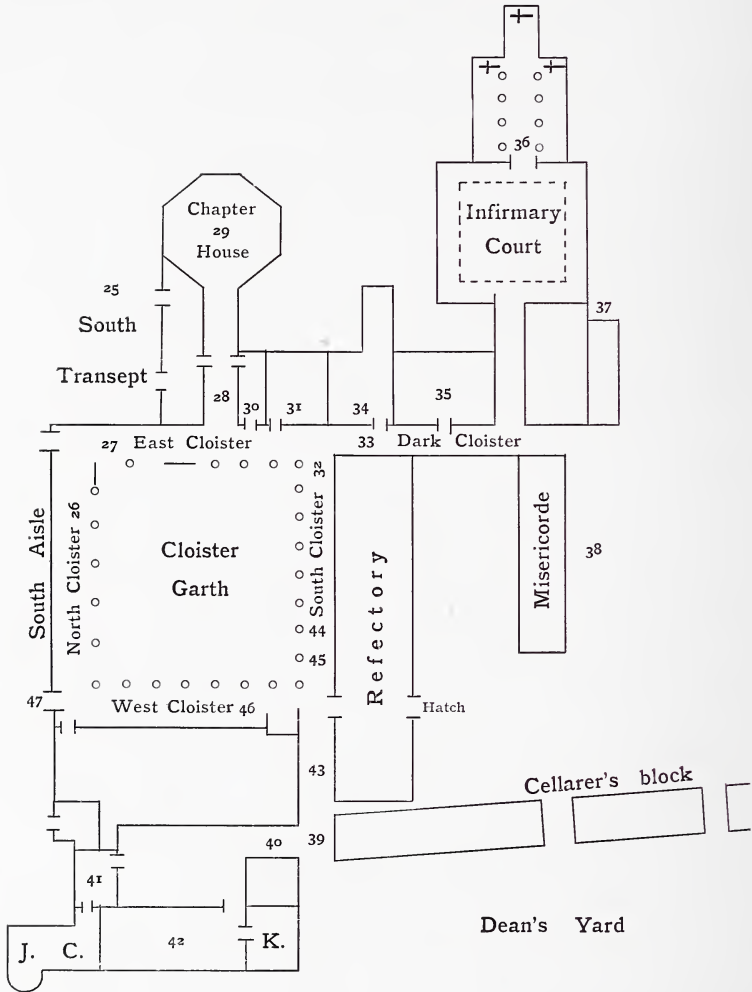 36
Infirmary
Court
Chapter
29
House
25
South
Transept
37
28
30
31
34
35
27 East Cloister
33 Dark Cloister
32
South Aisle
North Cloister 26
Cloister
Garth
South Cloister
44
45
Refectory
Misericorde
38
47
West Cloister 46
Hatch
43
Cellarer's block
40
39
41
42
J. C.
K.
Dean's Yard